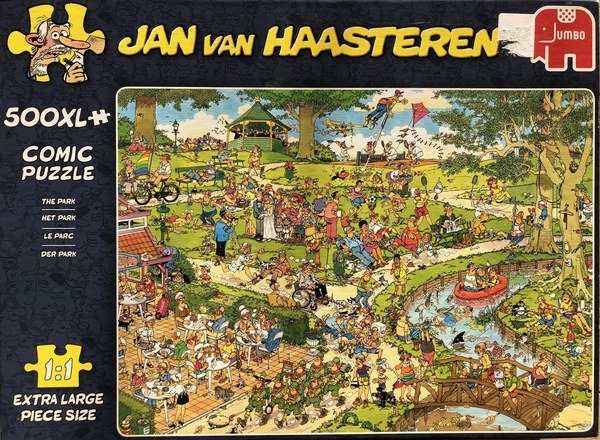 JAN VAN HAASTEREN
JUMBO
500XL
COMIC
PUZZLE
THE PARK
HET PARK
LE PARC
DER PARK
1:1
EXTRA LARGE
PIECE SIZE